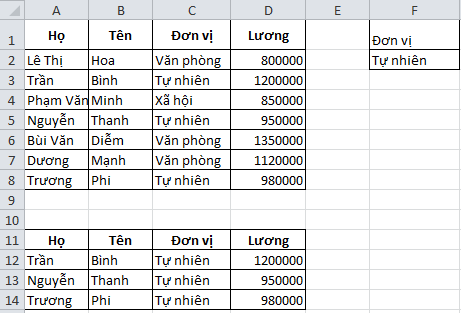 A B C D E F
1 Họ Tên Đơn vị Lương Đơn vị
2 Lê Thị Hoa Văn phòng 800000 Tự nhiên
3 Trần Bình Tự nhiên 1200000
4 Phạm Văn Minh Xã hội 850000
5 Nguyễn Thanh Tự nhiên 950000
6 Bùi Văn Diễm Văn phòng 1350000
7 Dương Mạnh Văn phòng 1120000
8 Trương Phi Tự nhiên 980000
9
10
11 Họ Tên Đơn vị Lương
12 Trần Bình Tự nhiên 1200000
13 Nguyễn Thanh Tự nhiên 950000
14 Trương Phi Tự nhiên 980000